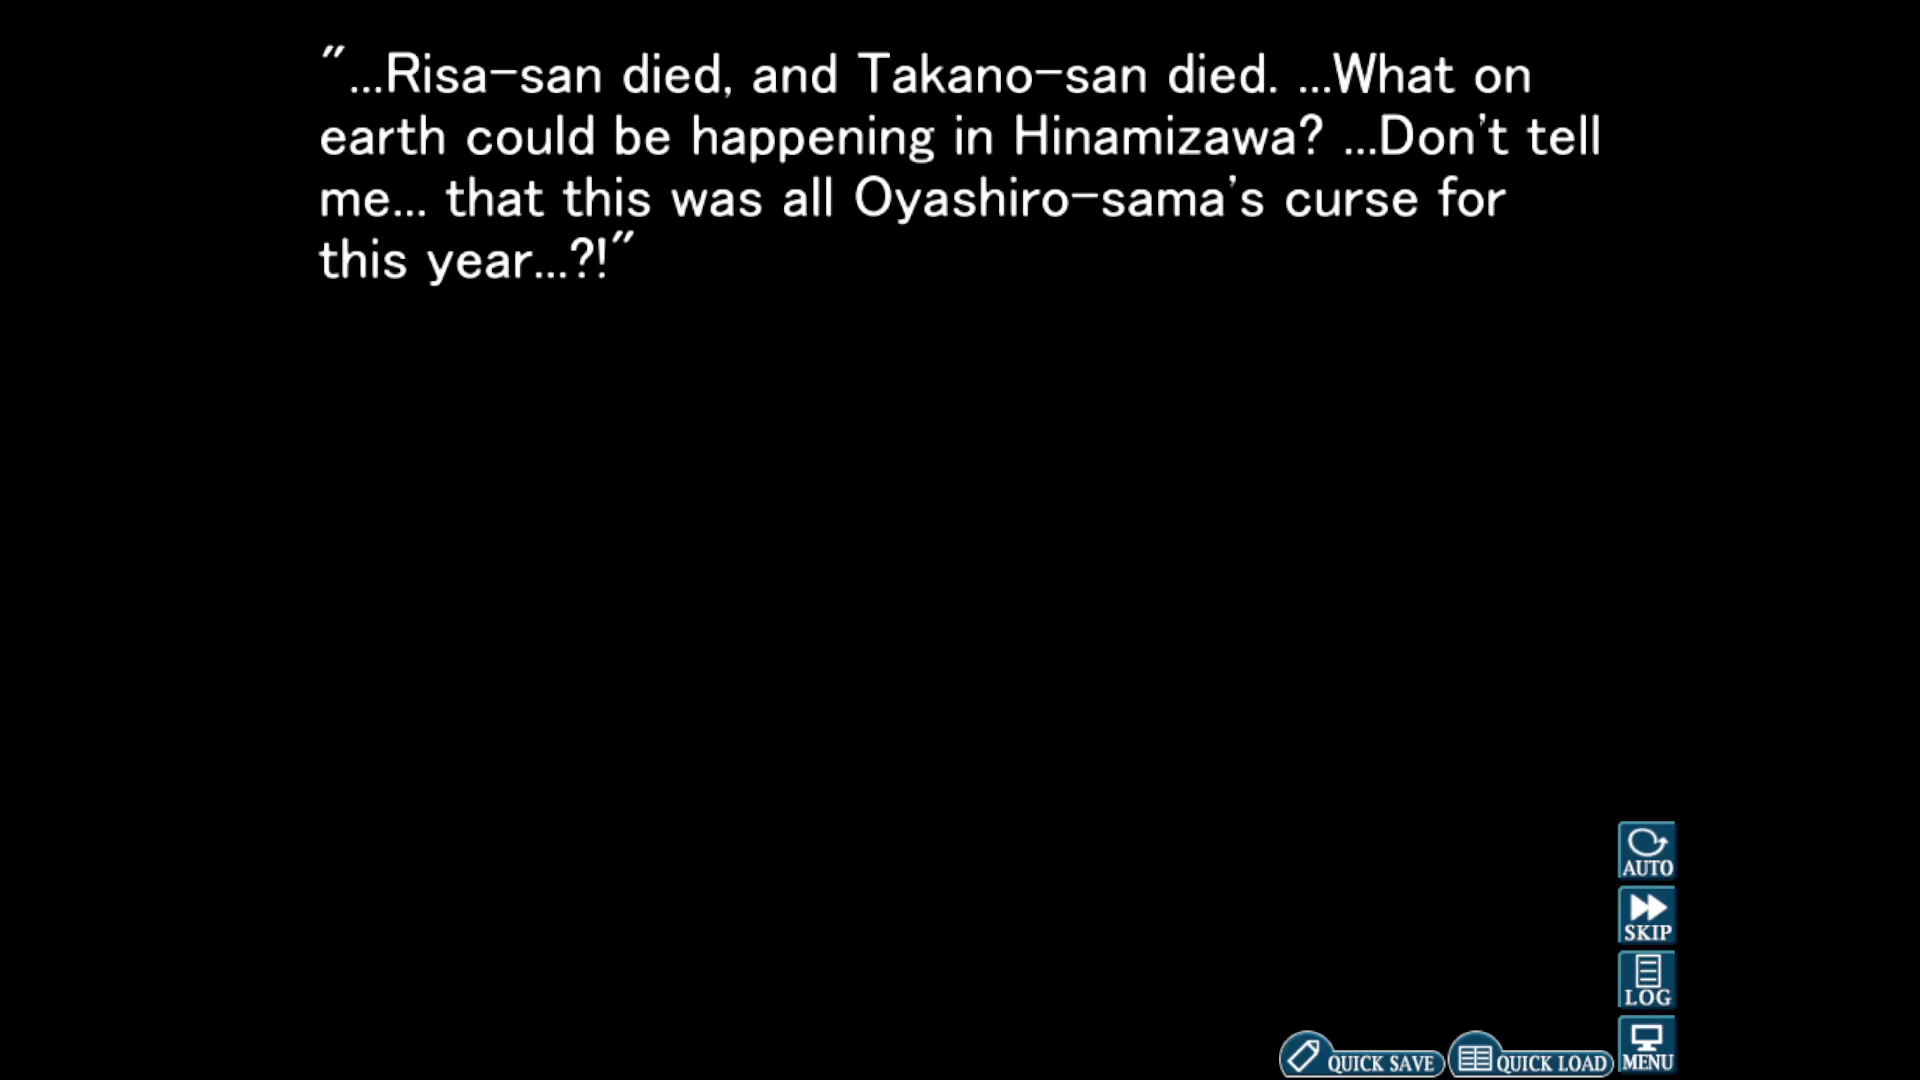 "...Risa-san died, and Takano-san died. ...What on
earth could be happening in Hinamizawa? ...Don't tell
me... that this was all Oyashiro-sama's curse for
this year...?!"
AUTO
SKIP
LOG
MENU
QUICK SAVE
QUICK LOAD